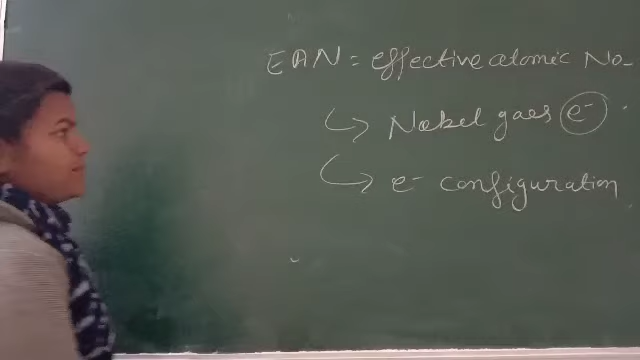 EAN = effective atomic No-
↳ Nobel gaes e-
↳ e- configuration